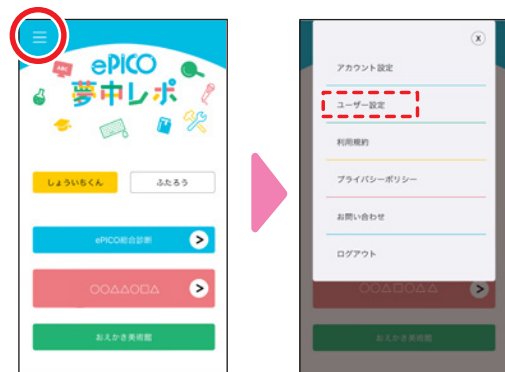 ABC
ePICO
夢中レポ
しょういちくん
ふたろう
ePICO総合診断
>
〇〇△△〇□△
>
おえかき美術館
x
アカウント設定
ユーザー設定
利用規約
プライバシーポリシー
お問い合わせ
ログアウト
〇〇△□〇△△
>
おえかき美術館